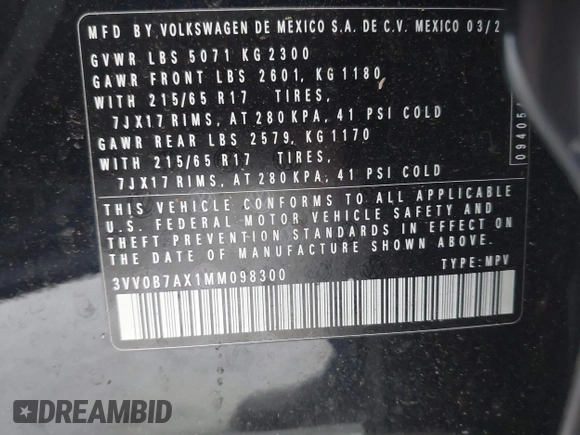 MFD BY VOLKSWAGEN DE MEXICO S.A. DE C.V. MEXICO 03/2
GVWR LBS 5071 KG 2300
GAWR FRONT LBS 2601, KG 1180
WITH 215/65 R17 TIRES,
7JX17 RIMS, AT 280 KPA, 41 PSI COLD
GAWR REAR LBS 2579, KG 1170
WITH 215/65 R17 TIRES,
7JX17 RIMS, AT 280 KPA, 41 PSI COLD
THIS VEHICLE CONFORMS TO ALL APPLICABLE
U.S. FEDERAL MOTOR VEHICLE SAFETY AND
THEFT PREVENTION STANDARDS IN EFFECT ON
THE DATE OF MANUFACTURE SHOWN ABOVE.
3VV0B7AX1MM098300 TYPE: MPV
DREAMBID